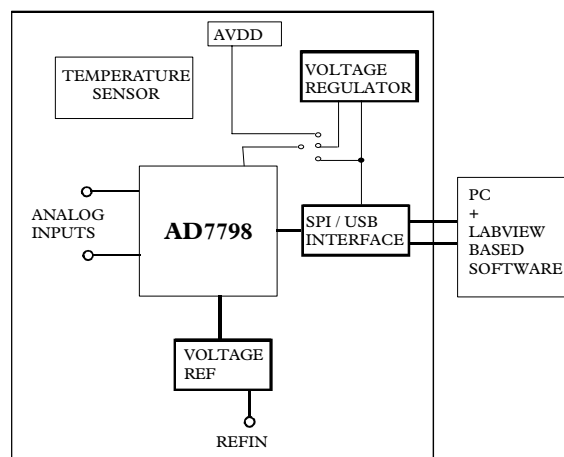 AVDD
TEMPERATURE
SENSOR
VOLTAGE
REGULATOR
ANALOG
INPUTS
AD7798
SPI / USB
INTERFACE
PC
+
LABVIEW
BASED
SOFTWARE
VOLTAGE
REF
REFIN